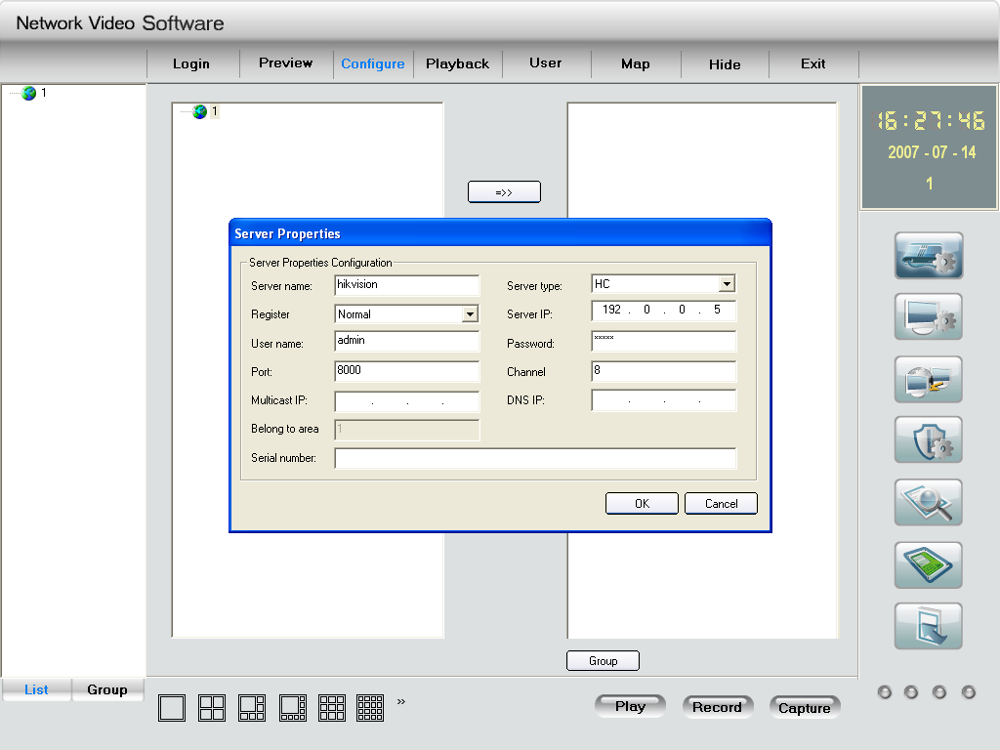 Network Video Software
Login Preview Configure Playback User Map Hide Exit
1
1
16:27:46
2007 - 07 - 14
1
=>>
Server Properties
Server Properties Configuration
Server name: hikvision Server type: HC
Register Normal Server IP: 192 . 0 . 0 . 5
User name: admin Password: *****
Port: 8000 Channel 8
Multicast IP: . . . DNS IP: . . .
Belong to area 1
Serial number:
OK Cancel
Group
List Group
» Play Record Capture